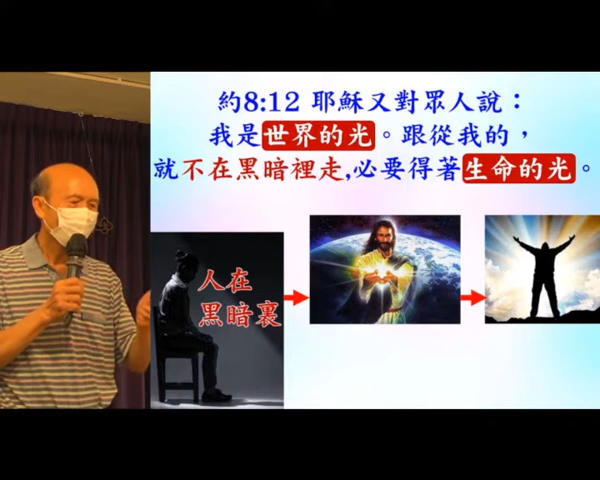 約8:12 耶穌又對眾人說：
我是世界的光。跟從我的，
就不在黑暗裡走,必要得著生命的光。
人在
黑暗裏